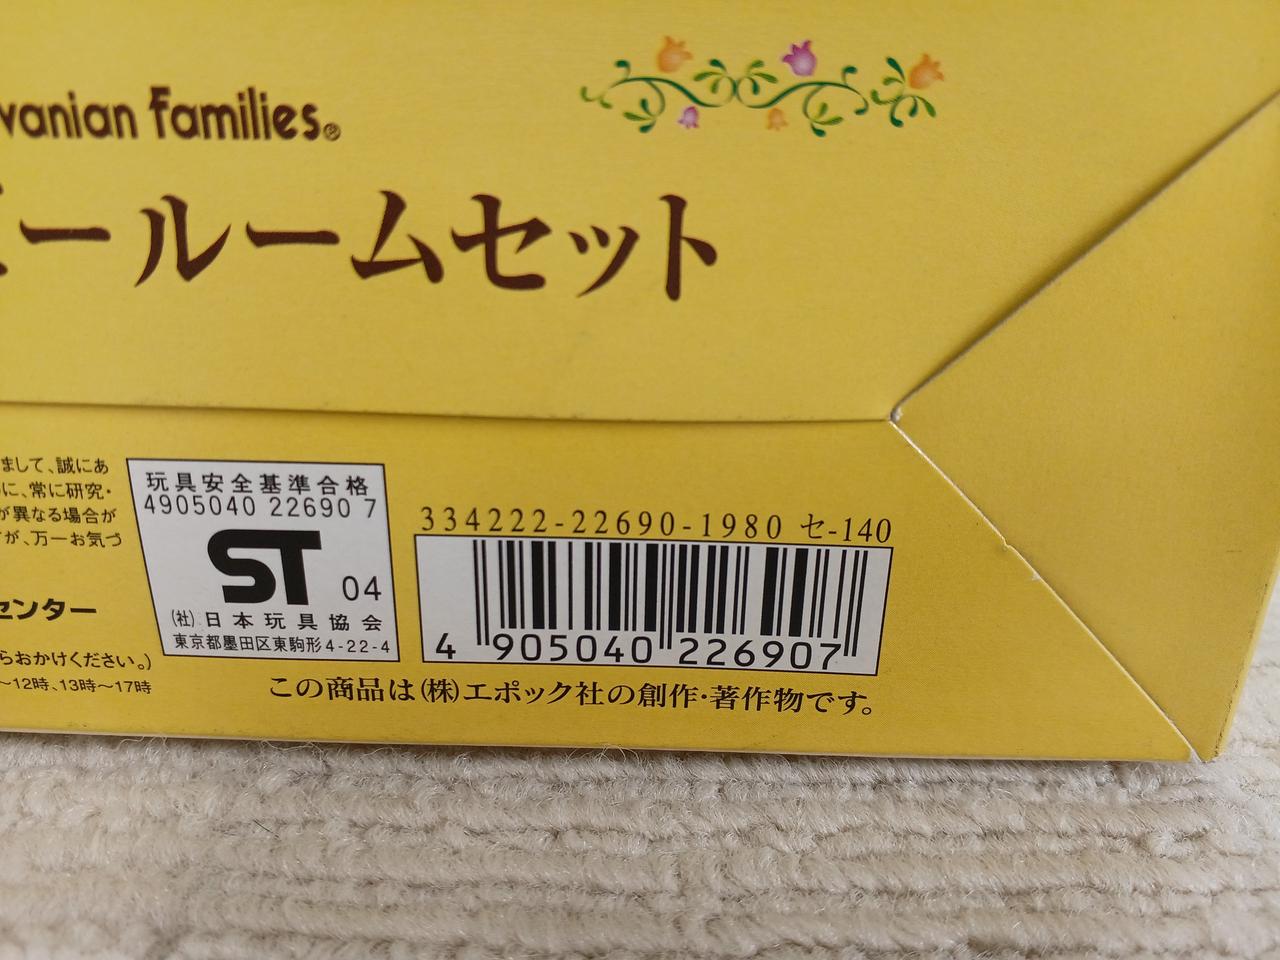 vanian Families®
ールームセット
まして、誠にあ
に、常に研究・
が異なる場合が
が、万一お気づ
センター
らおかけください。)
～12時、13時～17時
玩具安全基準合格
4905040 22690 7
ST 04
(社)日本玩具協会
東京都墨田区東駒形4-22-4
334222-22690-1980 セ-140
4 905040 226907
この商品は(株)エポック社の創作・著作物です。